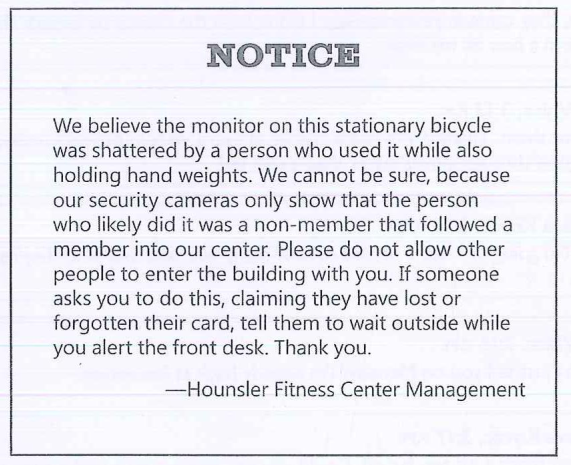 NOTICE
We believe the monitor on this stationary bicycle
was shattered by a person who used it while also
holding hand weights. We cannot be sure, because
our security cameras only show that the person
who likely did it was a non-member that followed a
member into our center. Please do not allow other
people to enter the building with you. If someone
asks you to do this, claiming they have lost or
forgotten their card, tell them to wait outside while
you alert the front desk. Thank you.
—Hounsler Fitness Center Management